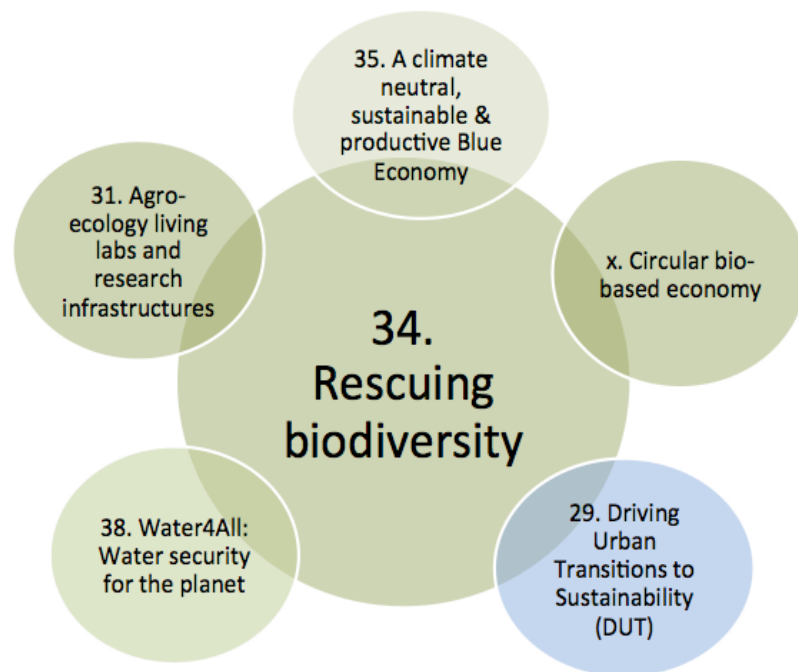 35. A climate
neutral,
sustainable &
productive Blue
Economy
31. Agro-
ecology living
labs and
research
infrastructures
x. Circular bio-
based economy
34.
Rescuing
biodiversity
38. Water4All:
Water security
for the planet
29. Driving
Urban
Transitions to
Sustainability
(DUT)